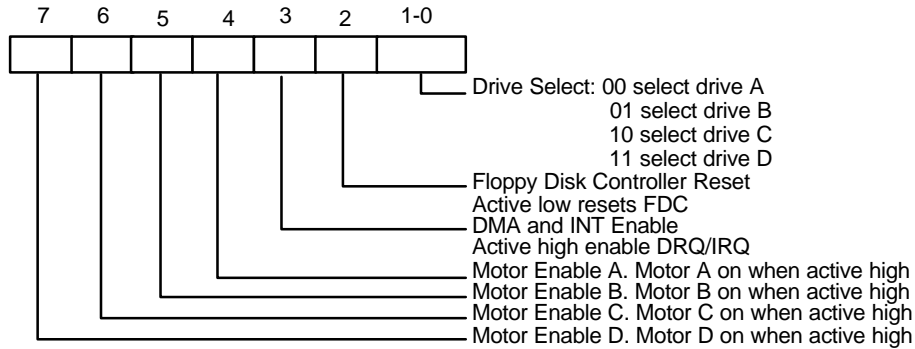 7 6 5 4 3 2 1-0
Drive Select: 00 select drive A
01 select drive B
10 select drive C
11 select drive D
Floppy Disk Controller Reset
Active low resets FDC
DMA and INT Enable
Active high enable DRQ/IRQ
Motor Enable A. Motor A on when active high
Motor Enable B. Motor B on when active high
Motor Enable C. Motor C on when active high
Motor Enable D. Motor D on when active high